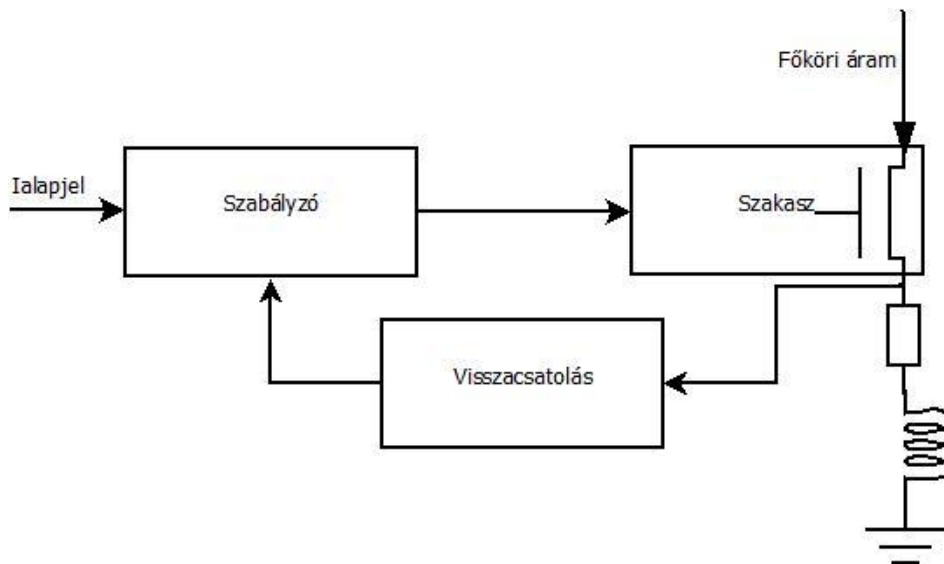 Főköri áram
Ialapjel
Szabályzó
Szakasz
Visszacsatolás